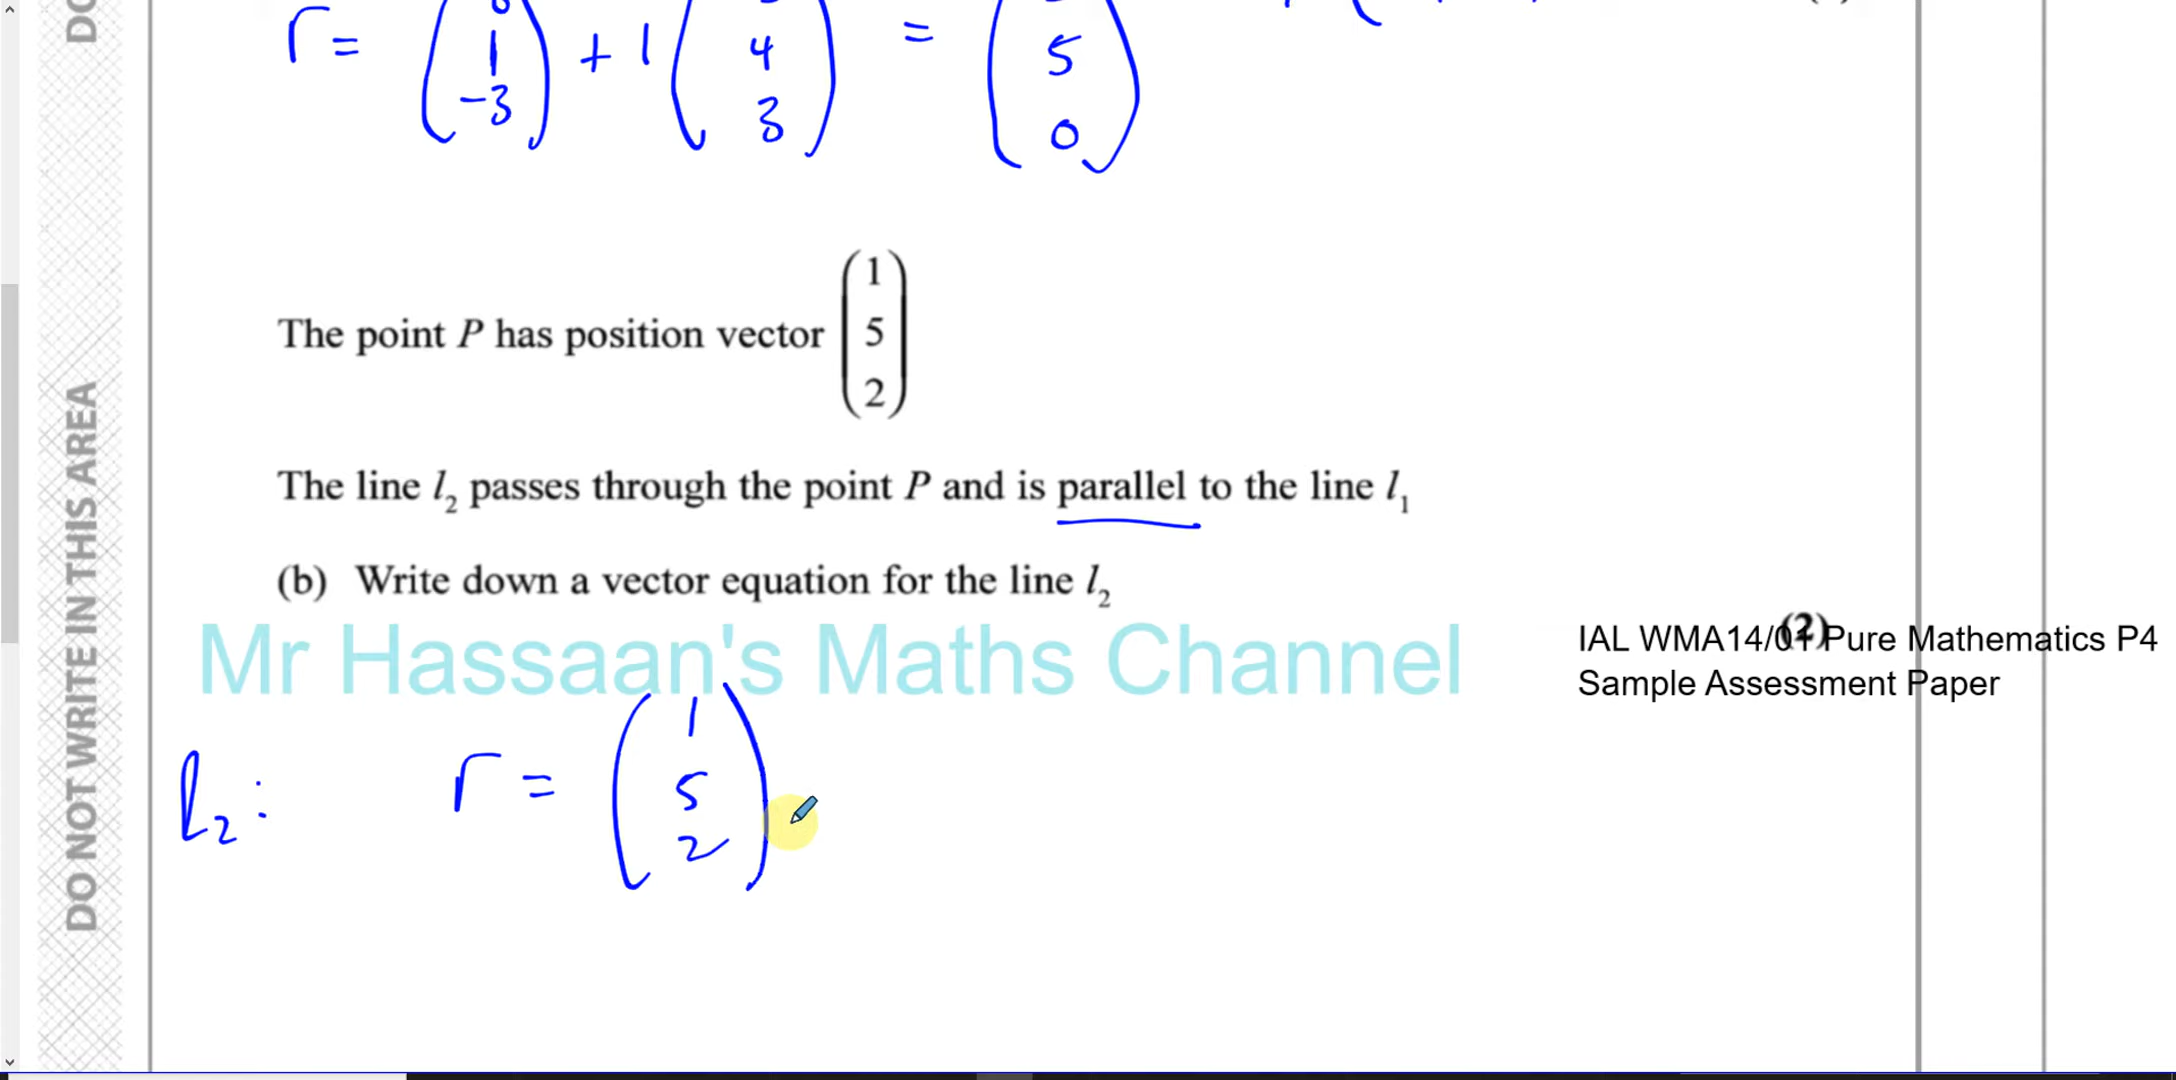 r = ( 1 -3 ) + 1 ( 4 3 ) = ( 5 0 )
The point P has position vector ( 1 5 2 )
The line l₂ passes through the point P and is parallel to the line l₁
(b) Write down a vector equation for the line l₂
(2)
Mr Hassaan's Maths Channel
IAL WMA14/01 Pure Mathematics P4
Sample Assessment Paper
l₂: r = ( 1 5 2 )
DO NOT WRITE IN THIS AREA